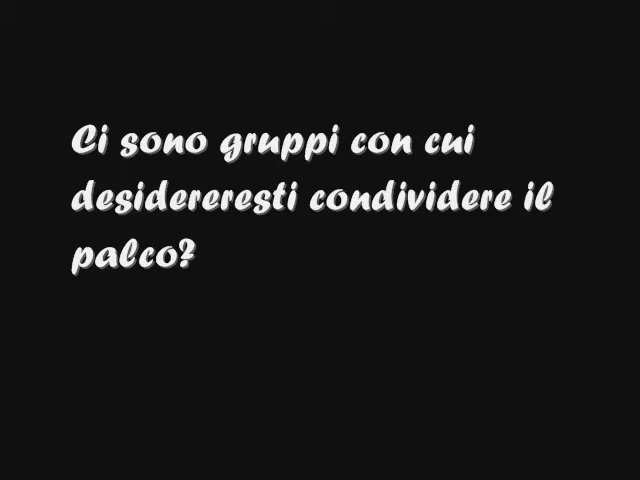 Ci sono gruppi con cui
desidereresti condividere il
palco?